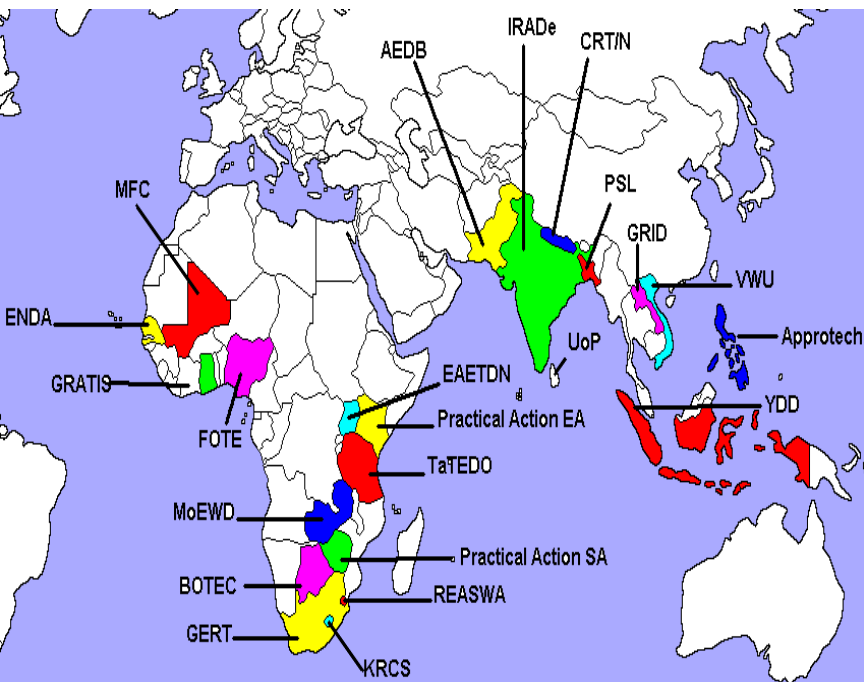 IRADe
CRT/N
AEDB
PSL
MFC
GRID
VWU
ENDA
Approtech
UoP
EAETDN
GRATIS
YDD
Practical Action EA
FOTE
TaTEDO
MoEWD
Practical Action SA
BOTEC
REASWA
GERT
KRCS